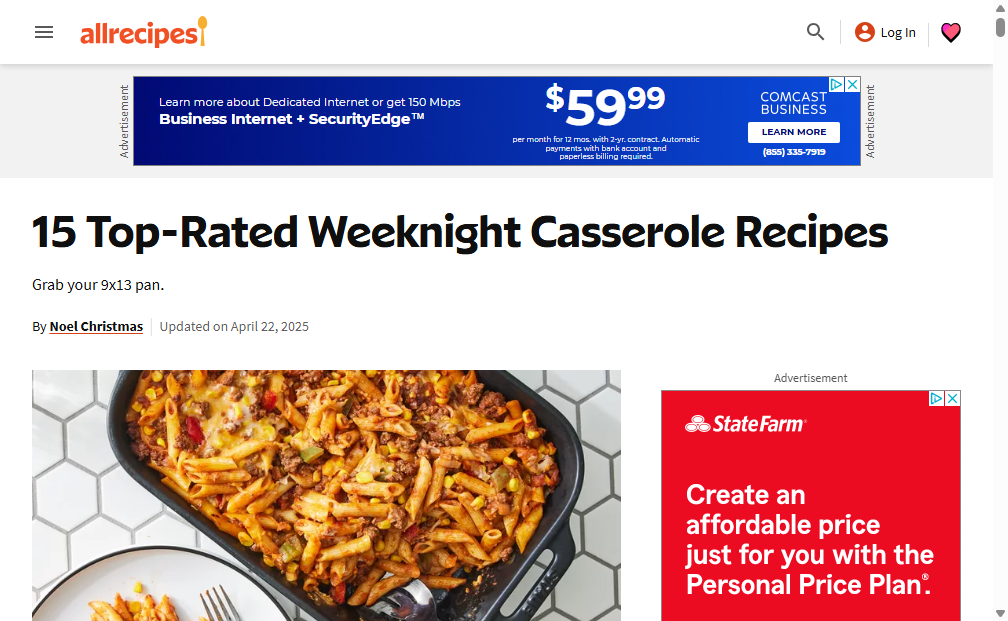 allrecipes
Log In
Advertisement
Learn more about Dedicated Internet or get 150 Mbps
Business Internet + SecurityEdge™
$59.99
per month for 12 mos. with 2-yr. contract. Automatic
payments with bank account and
paperless billing required.
COMCAST
BUSINESS
LEARN MORE
(855) 335-7919
Advertisement
15 Top-Rated Weeknight Casserole Recipes
Grab your 9x13 pan.
By Noel Christmas
Updated on April 22, 2025
Advertisement
StateFarm®
Create an
affordable price
just for you with the
Personal Price Plan®.